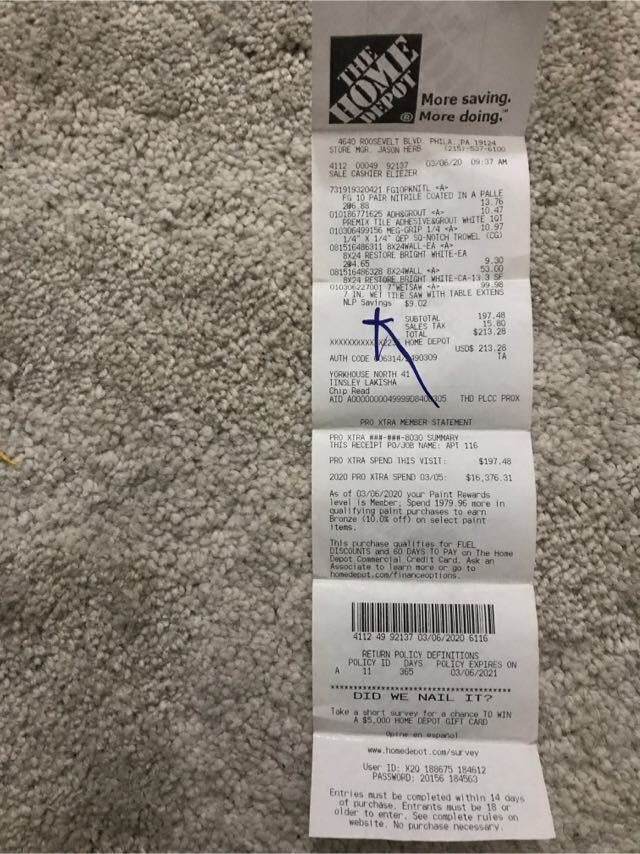 THE
HOME
DEPOT
®
More saving.
More doing.™
4640 ROOSEVELT BLVD. PHILA, PA 19124
STORE MGR. JASON HERB (215)-537-6100
4112 00049 92137 03/06/20 09:37 AM
SALE CASHIER ELIEZER
731919320421 FG10PKNITL <A>
FG 10 PAIR NITRILE COATED IN A PALLE
2@6.88 13.76
010186771625 ADH&GROUT <A> 10.47
PREMIX TILE ADHESIVE&GROUT WHITE 1QT
010306499156 MEG-GRIP 1/4 <A> 10.97
1/4" X 1/4" QEP SQ-NOTCH TROWEL (CG)
081516486311 8X24WALL-EA <A>
8X24 RESTORE BRIGHT WHITE-EA
2@4.65 9.30
081516486328 8X24WALL <A> 53.00
8X24 RESTORE BRIGHT WHITE-CA-13.3 SF
010306227001 7"WETSAW <A> 99.98
7 IN. WET TILE SAW WITH TABLE EXTENS
NLP Savings $9.02
SUBTOTAL 197.48
SALES TAX 15.80
TOTAL $213.28
HOME DEPOT
USD$ 213.28
AUTH CODE TA
YORKHOUSE NORTH 41
TINSLEY LAKISHA
Chip Read
AID THD PLCC PROX
PRO XTRA MEMBER STATEMENT
PRO XTRA ###-###-8030 SUMMARY
THIS RECEIPT PO/JOB NAME: APT 116
PRO XTRA SPEND THIS VISIT: $197.48
2020 PRO XTRA SPEND 03/05: $16,376.31
As of 03/06/2020 your Paint Rewards
level is Member; Spend 1979.96 more in
qualifying paint purchases to earn
Bronze (10.0% off) on select paint
items.
This purchase qualifies for FUEL
DISCOUNTS and 60 DAYS TO PAY on The Home
Depot Commercial Credit Card. Ask an
Associate to learn more or go to
homedepot.com/financeoptions.
4112 49 92137 03/06/2020 6116
RETURN POLICY DEFINITIONS
POLICY ID DAYS POLICY EXPIRES ON
A 11 365 03/06/2021
****************************************
DID WE NAIL IT?
Take a short survey for a chance TO WIN
A $5,000 HOME DEPOT GIFT CARD
Opine en español
www.homedepot.com/survey
User ID: H2Q 188675 184612
PASSWORD: 20156 184563
Entries must be completed within 14 days
of purchase. Entrants must be 18 or
older to enter. See complete rules on
website. No purchase necessary.